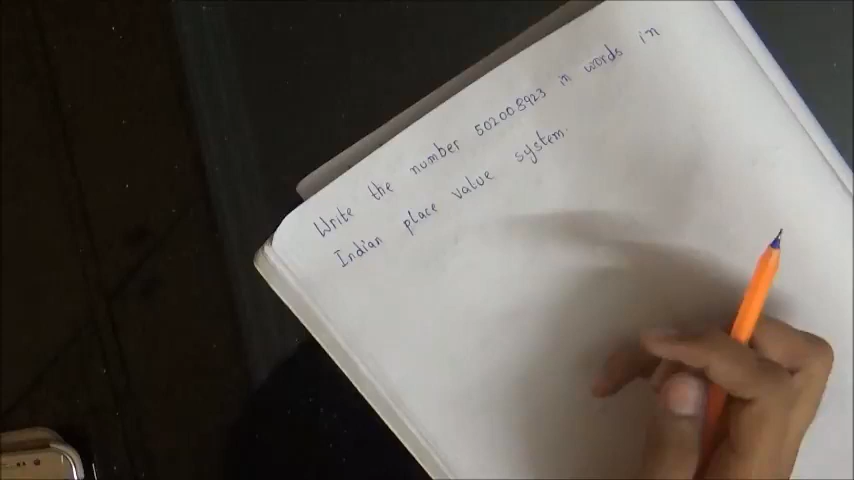 Write the number 502008923 in words in
Indian place value system.